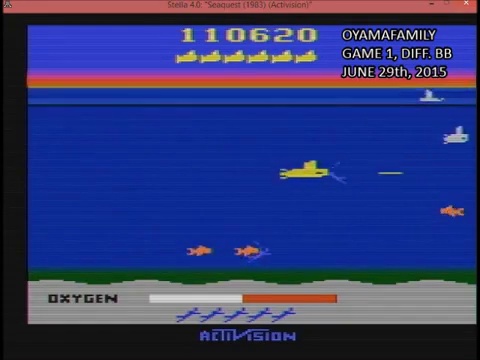 Stella 4.0: "Seaquest (1983) (Activision)"
110620
OYAMAFAMILY
GAME 1, DIFF. BB
JUNE 29th, 2015
OXYGEN
ACTIVISION